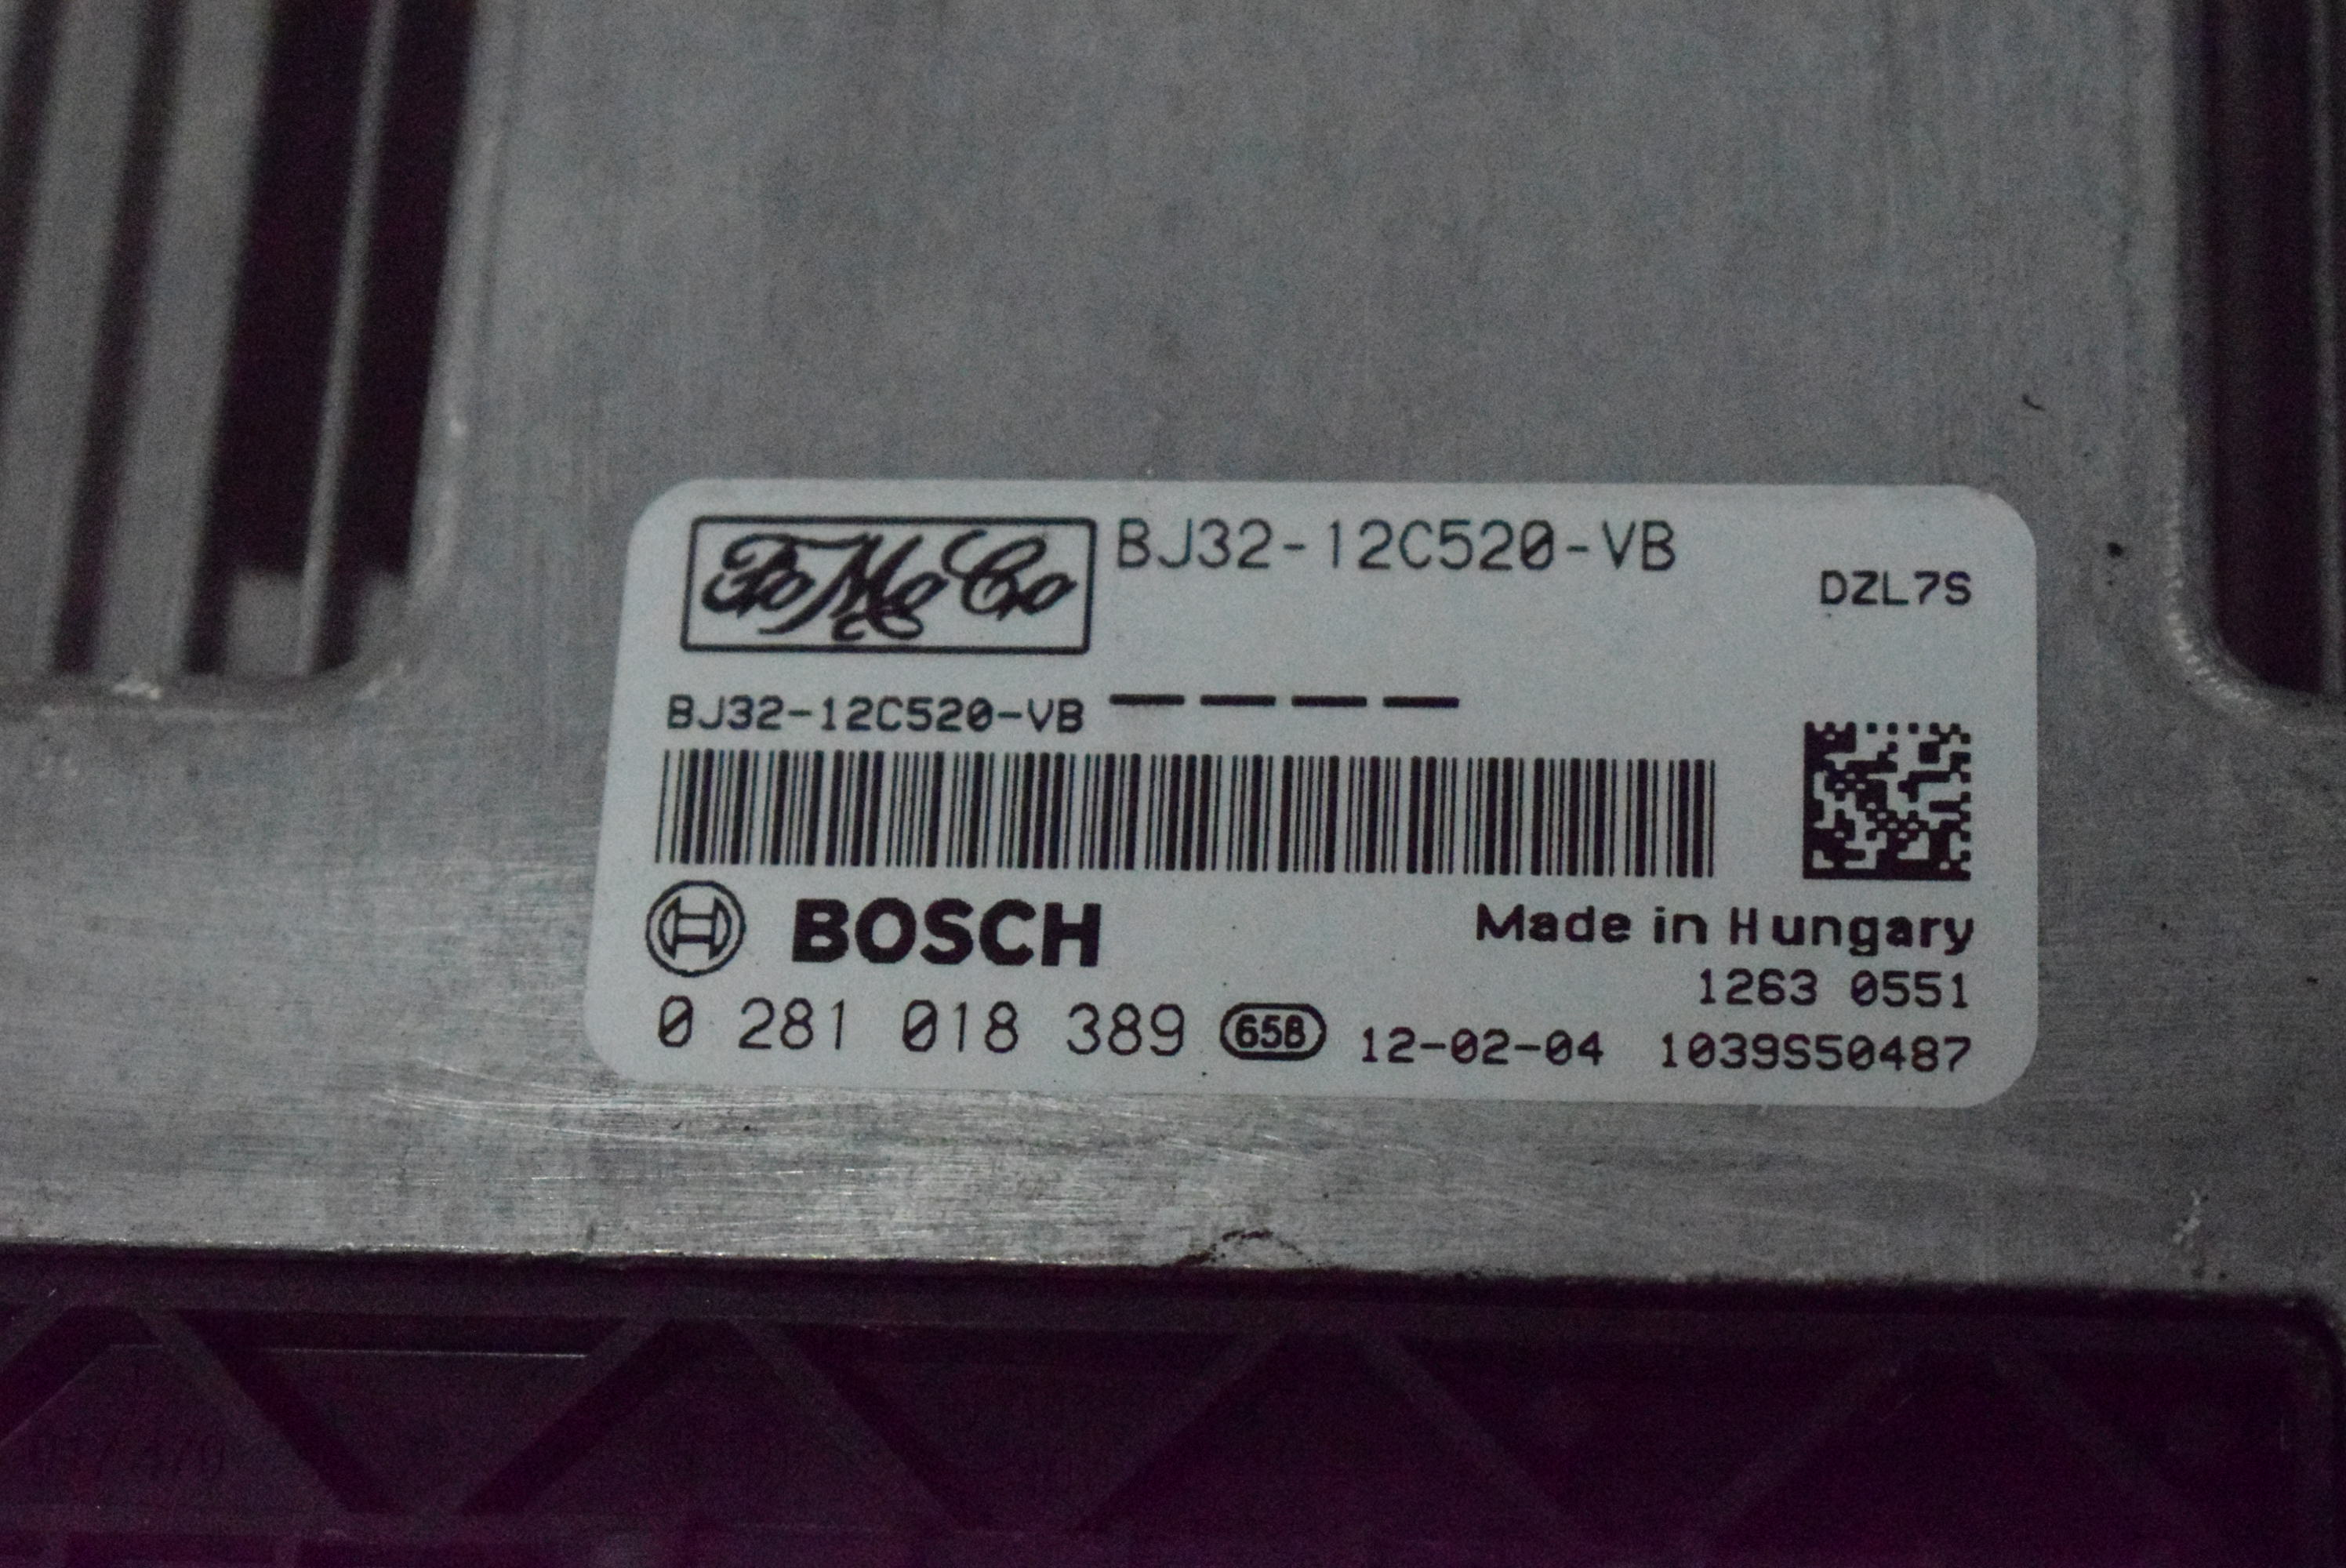 FoMoCo BJ32-12C520-VB
DZL7S
BJ32-12C520-VB — — — —
BOSCH
Made in Hungary
1263 0551
0 281 018 389 65B 12-02-04 1039S50487